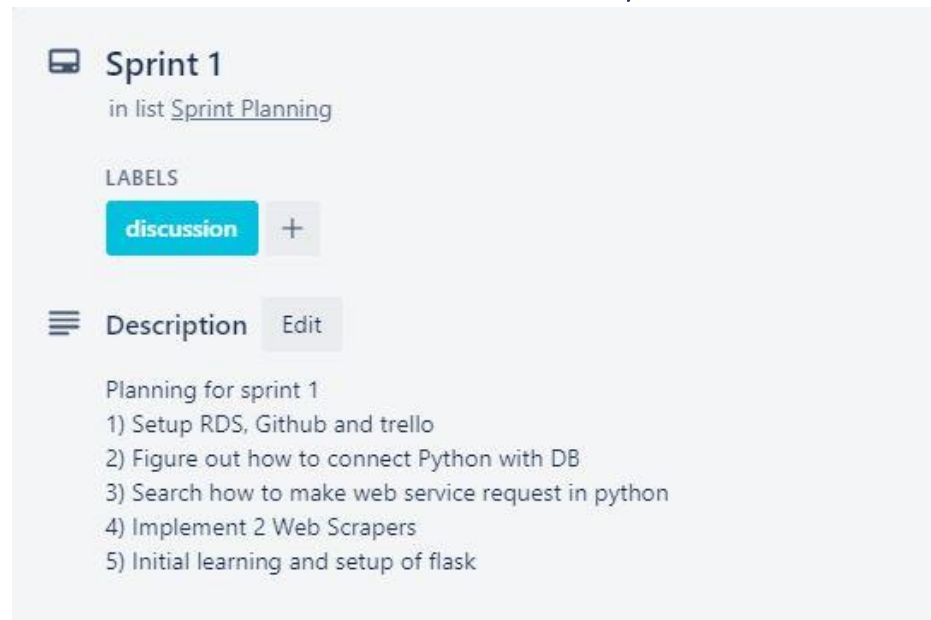 Sprint 1
in list Sprint Planning
LABELS
discussion +
Description Edit
Planning for sprint 1
1) Setup RDS, Github and trello
2) Figure out how to connect Python with DB
3) Search how to make web service request in python
4) Implement 2 Web Scrapers
5) Initial learning and setup of flask